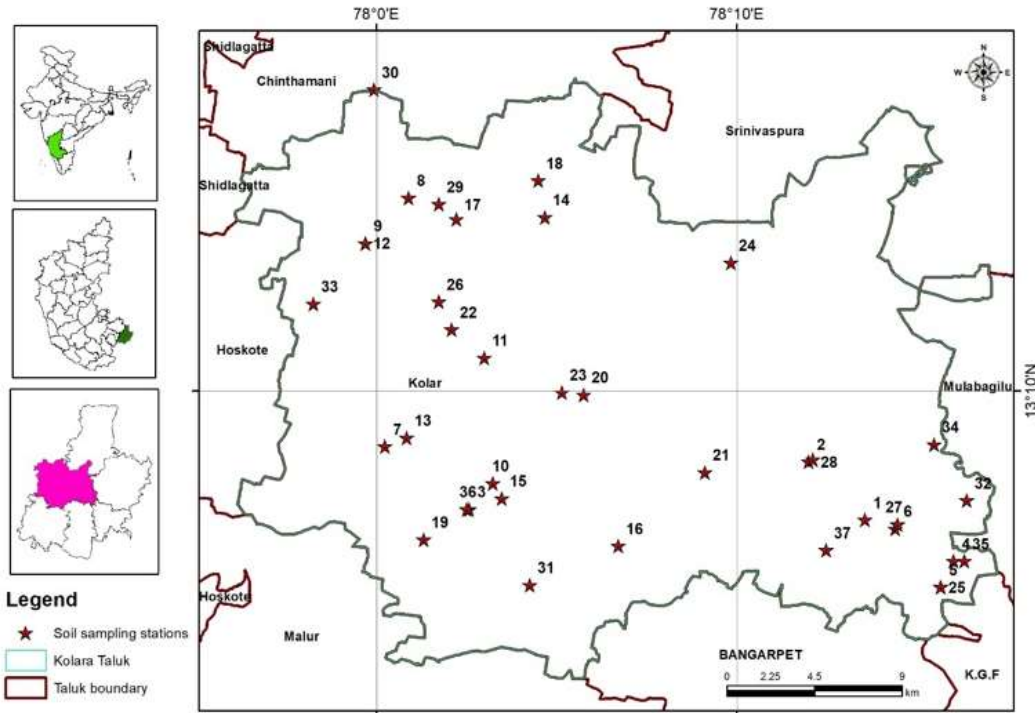 78°0'E 78°10'E
Shidlagatta
Chinthamani
30
N
W E
S
Srinivaspura
18
Shidlagatta
8
29
17
14
9
12
24
33
26
22
Hoskote
11
Kolar
23 20
Mulabagilu
13°10'N
7 13
2
28
34
21
10
15
363
32
1
27
6
19
16
37
435
5
25
31
Hoskote
Malur
BANGARPET
K.G.F
0 2.25 4.5 9
km
Legend
Soil sampling stations
Kolara Taluk
Taluk boundary